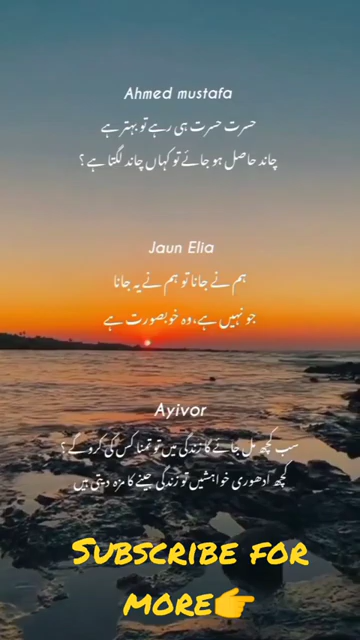 Ahmed mustafa
حسرت حسرت ہی رہے تو بہتر ہے
چاند حاصل ہو جائے تو کہاں چاند لگتا ہے ؟
Jaun Elia
ہم نے جانا تو ہم نے یہ جانا
جو نہیں ہے، وہ خوبصورت ہے
Ayivor
سب کچھ مل جائے گا زندگی میں تو تمنا کس کی کرو گے ؟
کچھ ادھوری خواہشیں تو زندگی جینے کا مزہ دیتی ہیں
SUBSCRIBE FOR
MORE👉